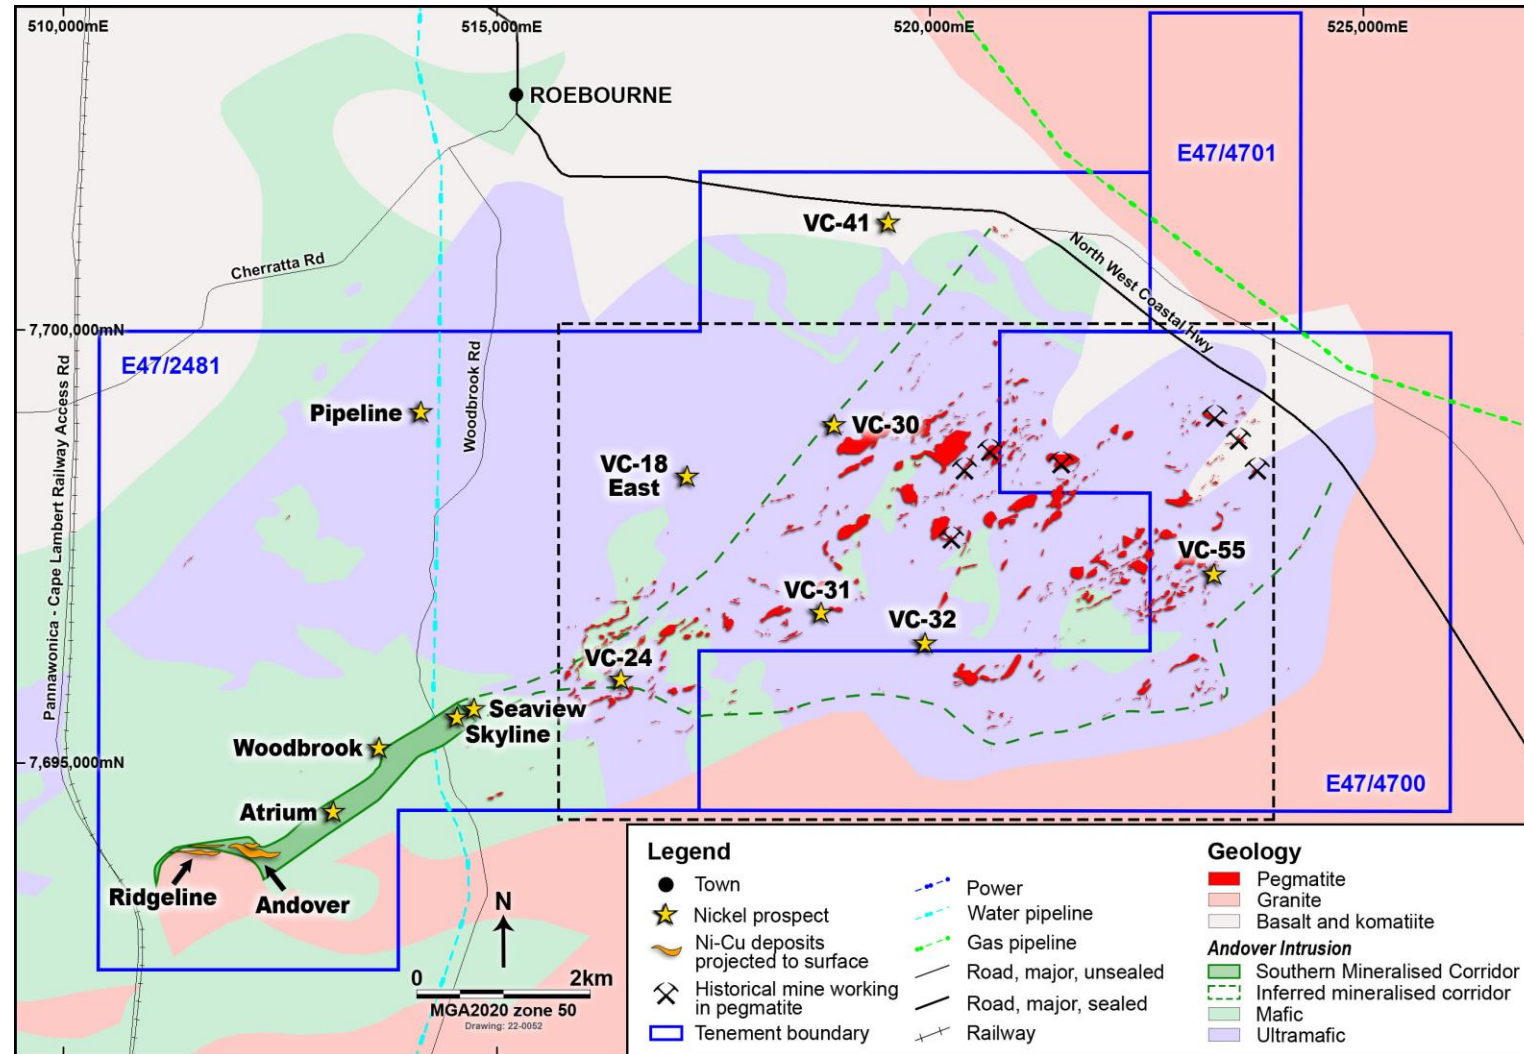 510,000mE
515,000mE
520,000mE
525,000mE
ROEBOURNE
E47/4701
VC-41
North West Coastal Hwy
Cherratta Rd
7,700,000mN
E47/2481
Woodbrook Rd
Pannawonica - Cape Lambert Railway Access Rd
Pipeline
VC-30
VC-18
East
VC-55
VC-31
VC-32
VC-24
Seaview
Skyline
Woodbrook
7,695,000mN
E47/4700
Atrium
Ridgeline
Andover
N
0 2km
MGA2020 zone 50
Drawing: 22-0052
Legend
Town
Nickel prospect
Ni-Cu deposits
projected to surface
Historical mine working
in pegmatite
Tenement boundary
Power
Water pipeline
Gas pipeline
Road, major, unsealed
Road, major, sealed
Railway
Geology
Pegmatite
Granite
Basalt and komatiite
Andover Intrusion
Southern Mineralised Corridor
Inferred mineralised corridor
Mafic
Ultramafic